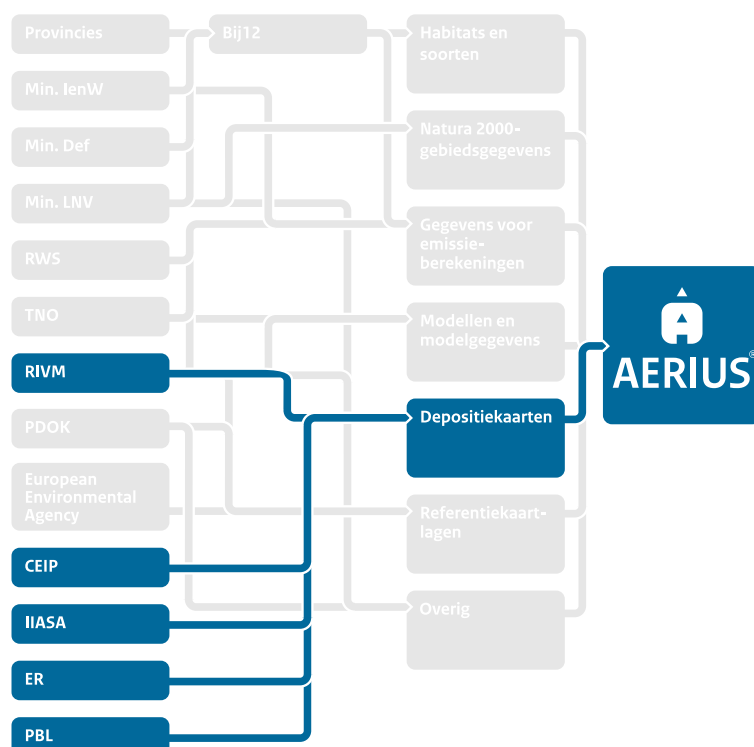 Provincies
Min. IenW
Min. Def
Min. LNV
RWS
TNO
RIVM
PDOK
European
Environmental
Agency
CEIP
IIASA
ER
PBL
Bij12
Habitats en
soorten
Natura 2000-
gebiedsgegevens
Gegevens voor
emissie-
berekeningen
Modellen en
modelgegevens
Depositiekaarten
Referentiekaart-
lagen
Overig
AERIUS®